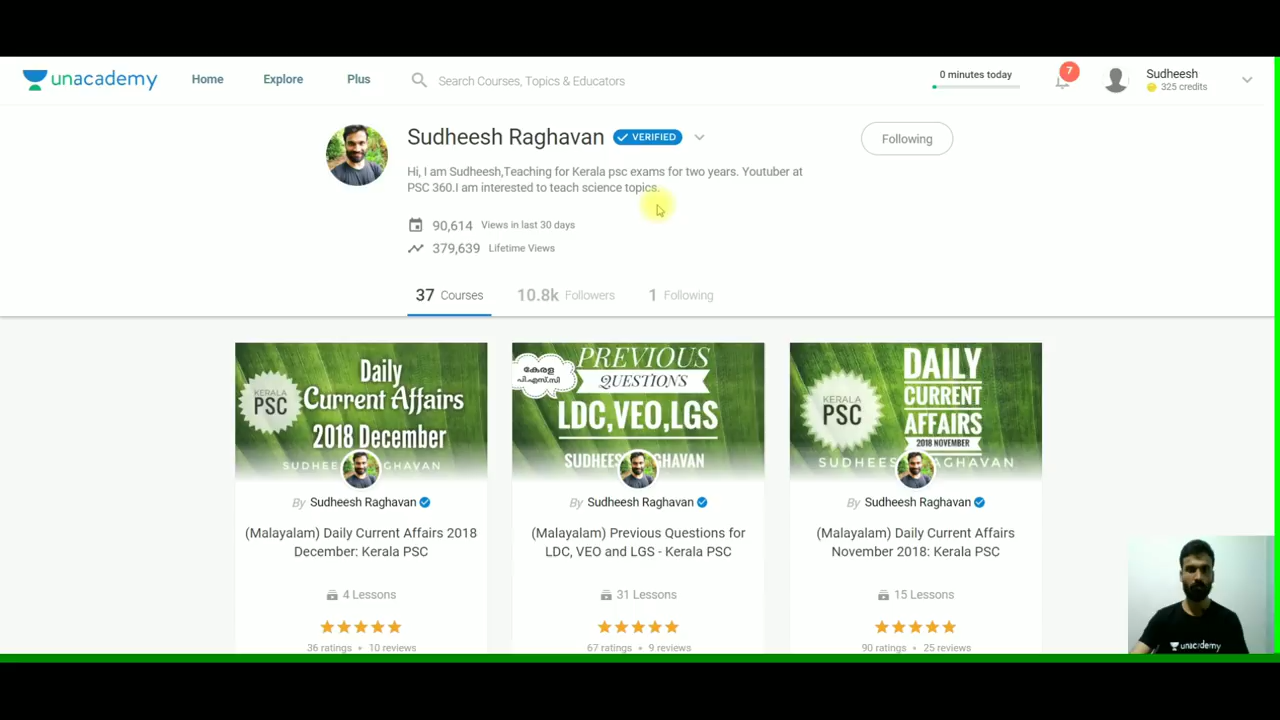 unacademy
Home
Explore
Plus
Search Courses, Topics & Educators
0 minutes today
7
Sudheesh
325 credits
Sudheesh Raghavan
VERIFIED
Following
Hi, I am Sudheesh,Teaching for Kerala psc exams for two years. Youtuber at
PSC 360.I am interested to teach science topics.
90,614 Views in last 30 days
379,639 Lifetime Views
37 Courses
10.8k Followers
1 Following
KERALA
PSC
Daily
Current Affairs
2018 December
By Sudheesh Raghavan
(Malayalam) Daily Current Affairs 2018
December: Kerala PSC
4 Lessons
36 ratings • 10 reviews
കേരള
പി.എസ്.സി
PREVIOUS
QUESTIONS
LDC,VEO,LGS
By Sudheesh Raghavan
(Malayalam) Previous Questions for
LDC, VEO and LGS - Kerala PSC
31 Lessons
67 ratings • 9 reviews
KERALA
PSC
DAILY
CURRENT
AFFAIRS
2018 NOVEMBER
By Sudheesh Raghavan
(Malayalam) Daily Current Affairs
November 2018: Kerala PSC
15 Lessons
90 ratings • 25 reviews
unacademy